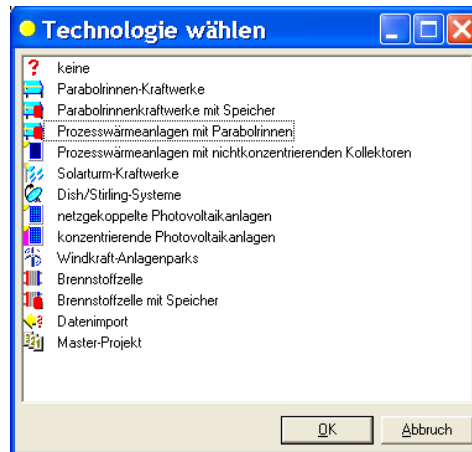 Technologie wählen
keine
Parabolrinnen-Kraftwerke
Parabolrinnenkraftwerke mit Speicher
Prozesswärmeanlagen mit Parabolrinnen
Prozesswärmeanlagen mit nichtkonzentrierenden Kollektoren
Solarturm-Kraftwerke
Dish/Stirling-Systeme
netzgekoppelte Photovoltaikanlagen
konzentrierende Photovoltaikanlagen
Windkraft-Anlagenparks
Brennstoffzelle
Brennstoffzelle mit Speicher
Datenimport
Master-Projekt
OK Abbruch